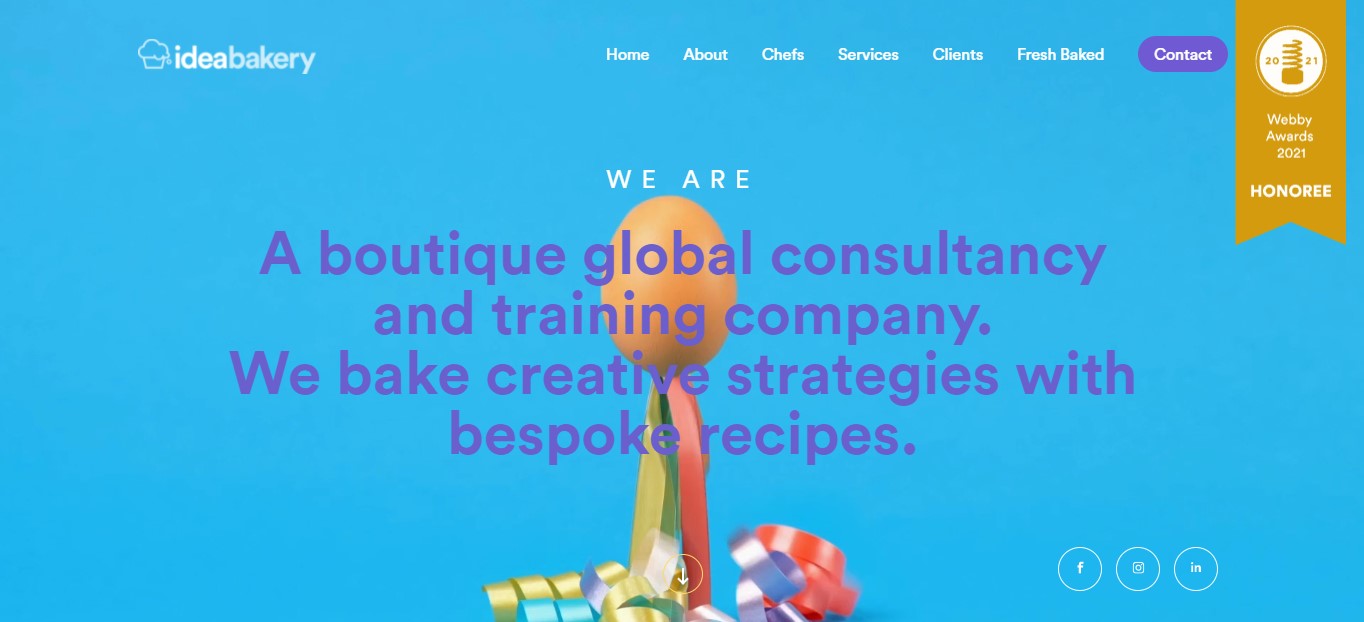 ideabakery
Home About Chefs Services Clients Fresh Baked Contact
20 21
Webby
Awards
2021
HONOREE
WE ARE
A boutique global consultancy
and training company.
We bake creative strategies with
bespoke recipes.
f in